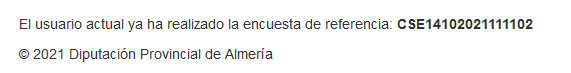 El usuario actual ya ha realizado la encuesta de referencia: CSE14102021111102
© 2021 Diputación Provincial de Almería